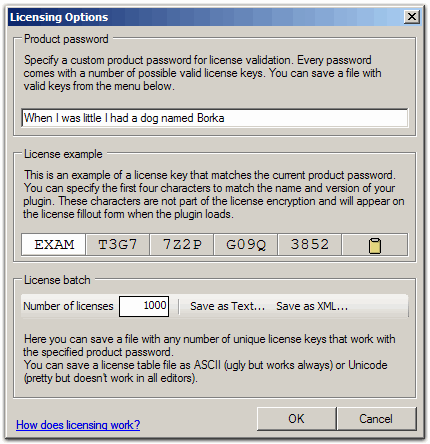 Licensing Options
Product password
Specify a custom product password for license validation. Every password
comes with a number of possible valid license keys. You can save a file with
valid keys from the menu below.
When I was little I had a dog named Borka
License example
This is an example of a license key that matches the current product password.
You can specify the first four characters to match the name and version of your
plugin. These characters are not part of the license encryption and will appear on
the license fillout form when the plugin loads.
EXAM T3G7 7Z2P G09Q 3852
License batch
Number of licenses 1000 Save as Text... Save as XML...
Here you can save a file with any number of unique license keys that work with
the specified product password.
You can save a license table file as ASCII (ugly but works always) or Unicode
(pretty but doesn't work in all editors).
How does licensing work? OK Cancel